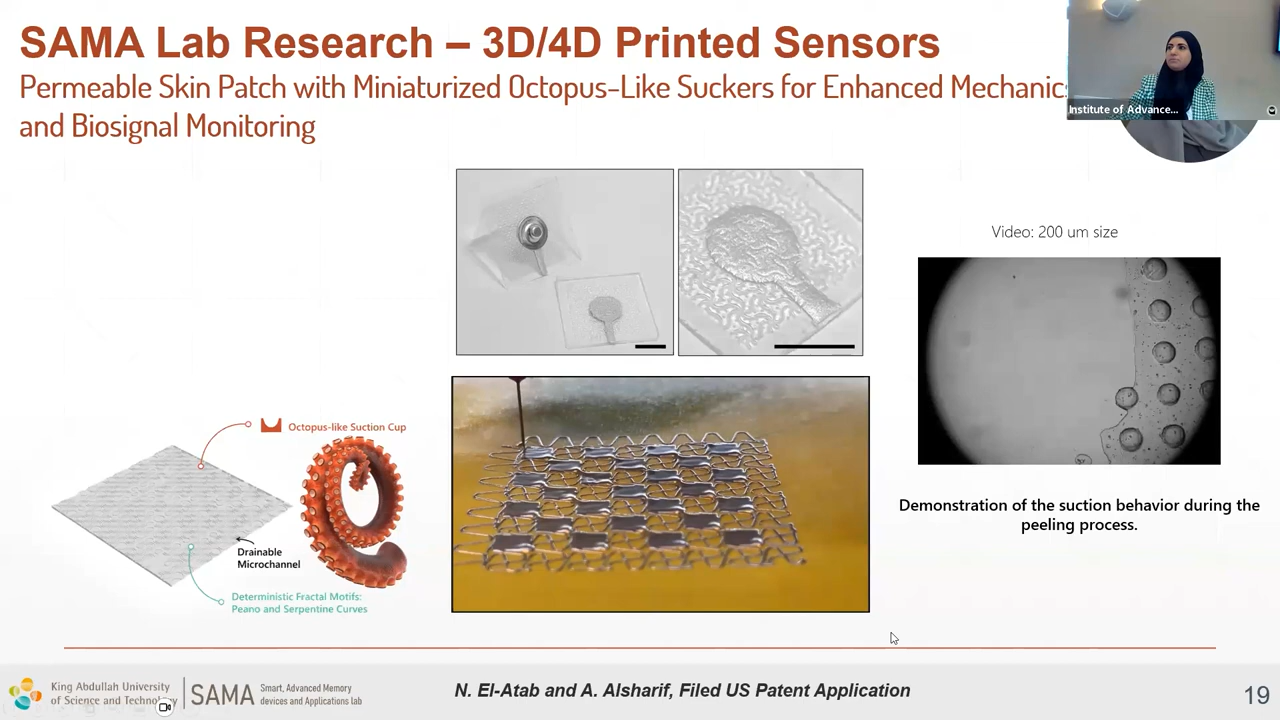 SAMA Lab Research – 3D/4D Printed Sensors
Permeable Skin Patch with Miniaturized Octopus-Like Suckers for Enhanced Mechanics
and Biosignal Monitoring
Institute of Advance...
Video: 200 um size
Octopus-like Suction Cup
Drainable
Microchannel
Deterministic Fractal Motifs:
Peano and Serpentine Curves
Demonstration of the suction behavior during the
peeling process.
King Abdullah University
of Science and Technology
SAMA
Smart, Advanced Memory
devices and Applications lab
N. El-Atab and A. Alsharif, Filed US Patent Application
19